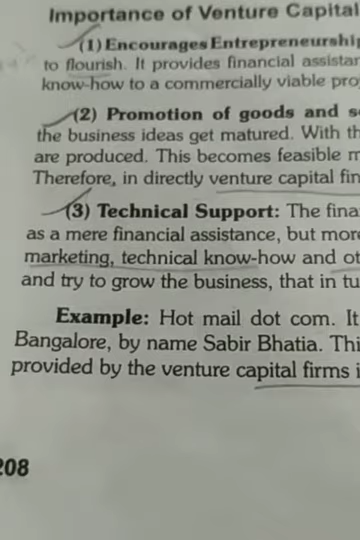 Importance of Venture Capital
(1) Encourages Entrepreneurshi
to flourish. It provides financial assistan
know-how to a commercially viable pro
(2) Promotion of goods and s
the business ideas get matured. With th
are produced. This becomes feasible m
Therefore, in directly venture capital fin
(3) Technical Support: The fina
as a mere financial assistance, but more
marketing, technical know-how and ot
and try to grow the business, that in tu
Example: Hot mail dot com. It
Bangalore, by name Sabir Bhatia. Thi
provided by the venture capital firms i
208